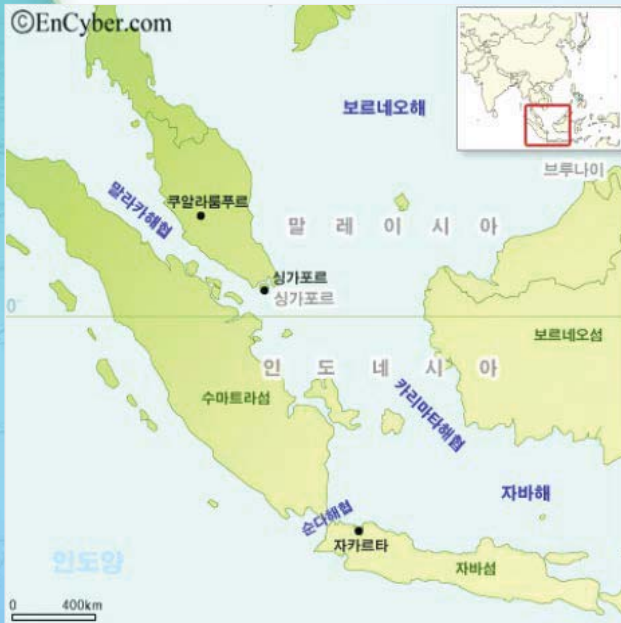 ©EnCyber.com
보르네오해
브루나이
말라카해협
쿠알라룸푸르
말 레 이 시 아
싱가포르
싱가포르
0
보르네오섬
인 도 네 시 아
수마트라섬
카리마타해협
자바해
순다해협
자카르타
인도양
자바섬
0 400km